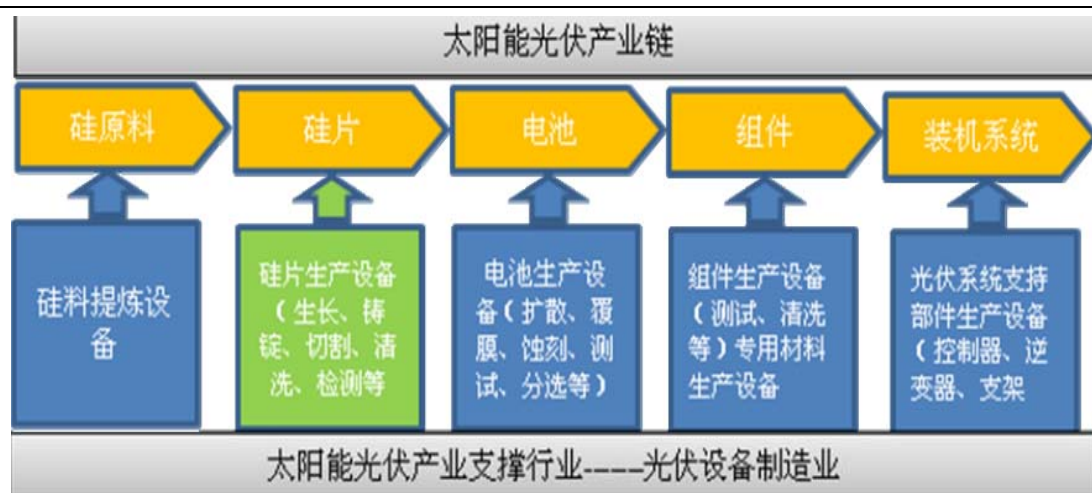 太阳能光伏产业链
硅原料
硅片
电池
组件
装机系统
硅料提炼设
备
硅片生产设备
（生长、铸
锭、切割、清
洗、检测等
电池生产设
备（扩散、覆
膜、蚀刻、测
试、分选等）
组件生产设备
（测试、清洗
等）专用材料
生产设备
光伏系统支持
部件生产设备
（控制器、逆
变器、支架
太阳能光伏产业支撑行业-----光伏设备制造业